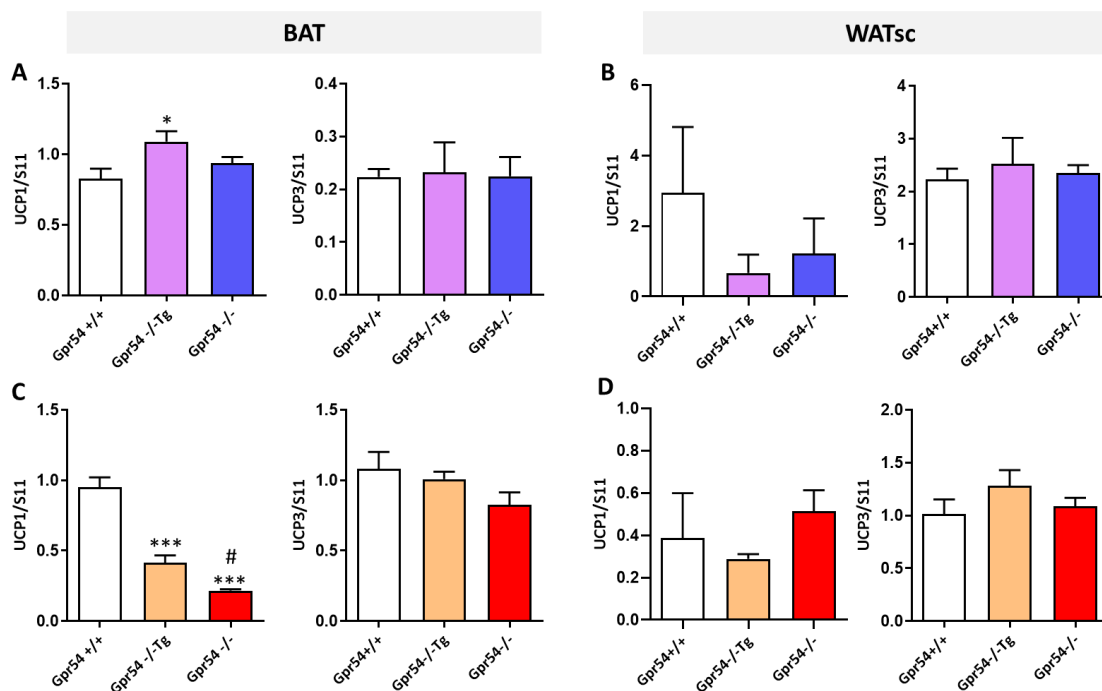 BAT
WATsc
A
UCP1/S11
1.5
1.0
0.5
0.0
*
Gpr54 +/+
Gpr54 -/-Tg
Gpr54 -/-
UCP3/S11
0.4
0.3
0.2
0.1
0.0
Gpr54+/+
Gpr54 -/-Tg
Gpr54-/-
B
UCP1/S11
6
4
2
0
Gpr54+/+
Gpr54 -/-Tg
Gpr54-/-
UCP3/S11
4
3
2
1
0
Gpr54+/+
Gpr54 -/-Tg
Gpr54-/-
C
UCP1/S11
1.5
1.0
0.5
0.0
***
#
***
Gpr54 +/+
Gpr54 -/-Tg
Gpr54 -/-
UCP3/S11
1.5
1.0
0.5
0.0
Gpr54+/+
Gpr54 -/-Tg
Gpr54-/-
D
UCP1/S11
1.0
0.8
0.6
0.4
0.2
0.0
Gpr54+/+
Gpr54 -/-Tg
Gpr54-/-
UCP3/S11
2.0
1.5
1.0
0.5
0.0
Gpr54+/+
Gpr54 -/-Tg
Gpr54-/-